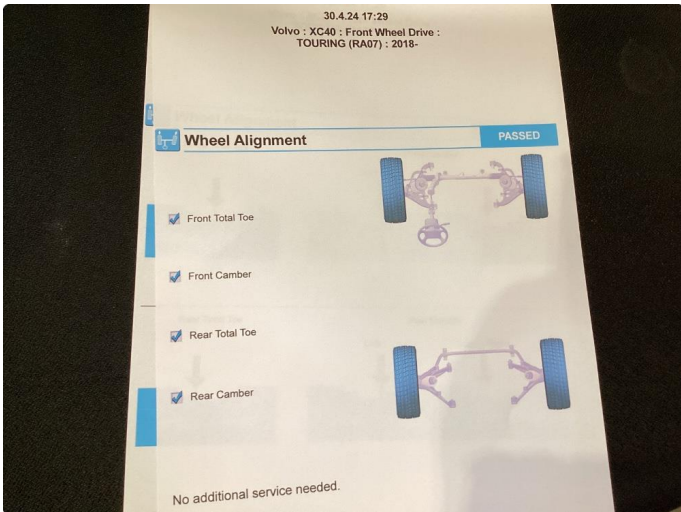 30.4.24 17:29
Volvo : XC40 : Front Wheel Drive :
TOURING (RA07) : 2018-
Wheel Alignment
PASSED
Front Total Toe
Front Camber
Rear Total Toe
Rear Camber
No additional service needed.